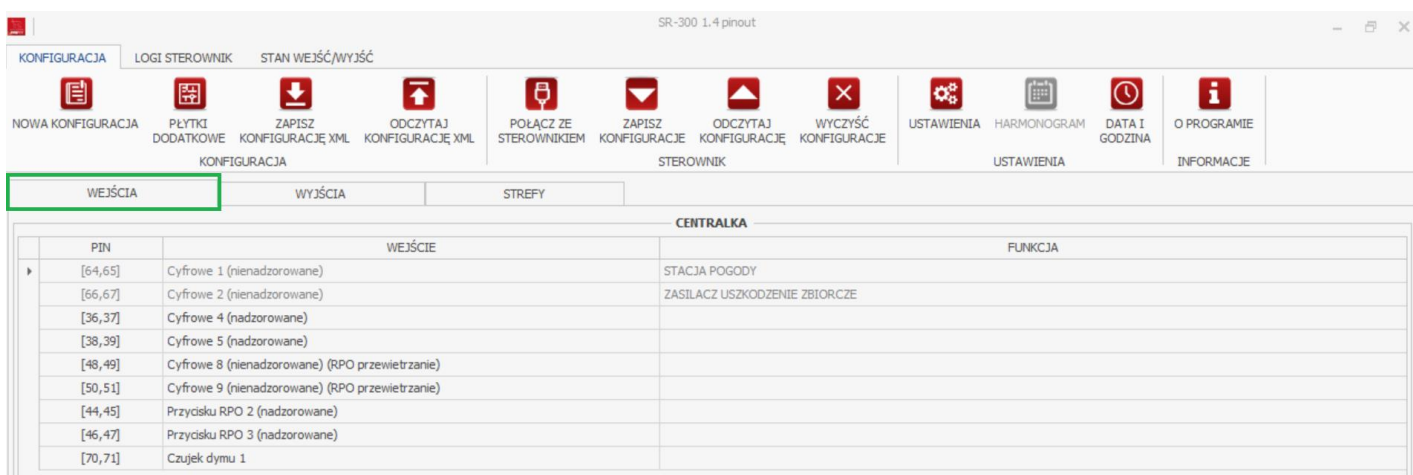 SR-300 1.4 pinout
KONFIGURACJA LOGI STEROWNIK STAN WEJŚĆ/WYJŚĆ
NOWA KONFIGURACJA PŁYTKI DODATKOWE ZAPISZ KONFIGURACJĘ XML ODCZYTAJ KONFIGURACJĘ XML POŁĄCZ ZE STEROWNIKIEM ZAPISZ KONFIGURACJE ODCZYTAJ KONFIGURACJĘ WYCZYŚĆ KONFIGURACJE USTAWIENIA HARMONOGRAM DATA I GODZINA O PROGRAMIE
KONFIGURACJA STEROWNIK USTAWIENIA INFORMACJE
WEJŚCIA WYJŚCIA STREFY
CENTRALKA
PIN WEJŚCIE FUNKCJA
[64,65] Cyfrowe 1 (nienadzorowane) STACJA POGODY
[66,67] Cyfrowe 2 (nienadzorowane) ZASILACZ USZKODZENIE ZBIORCZE
[36,37] Cyfrowe 4 (nadzorowane)
[38,39] Cyfrowe 5 (nadzorowane)
[48,49] Cyfrowe 8 (nienadzorowane) (RPO przewietrzanie)
[50,51] Cyfrowe 9 (nienadzorowane) (RPO przewietrzanie)
[44,45] Przycisku RPO 2 (nadzorowane)
[46,47] Przycisku RPO 3 (nadzorowane)
[70,71] Czujek dymu 1